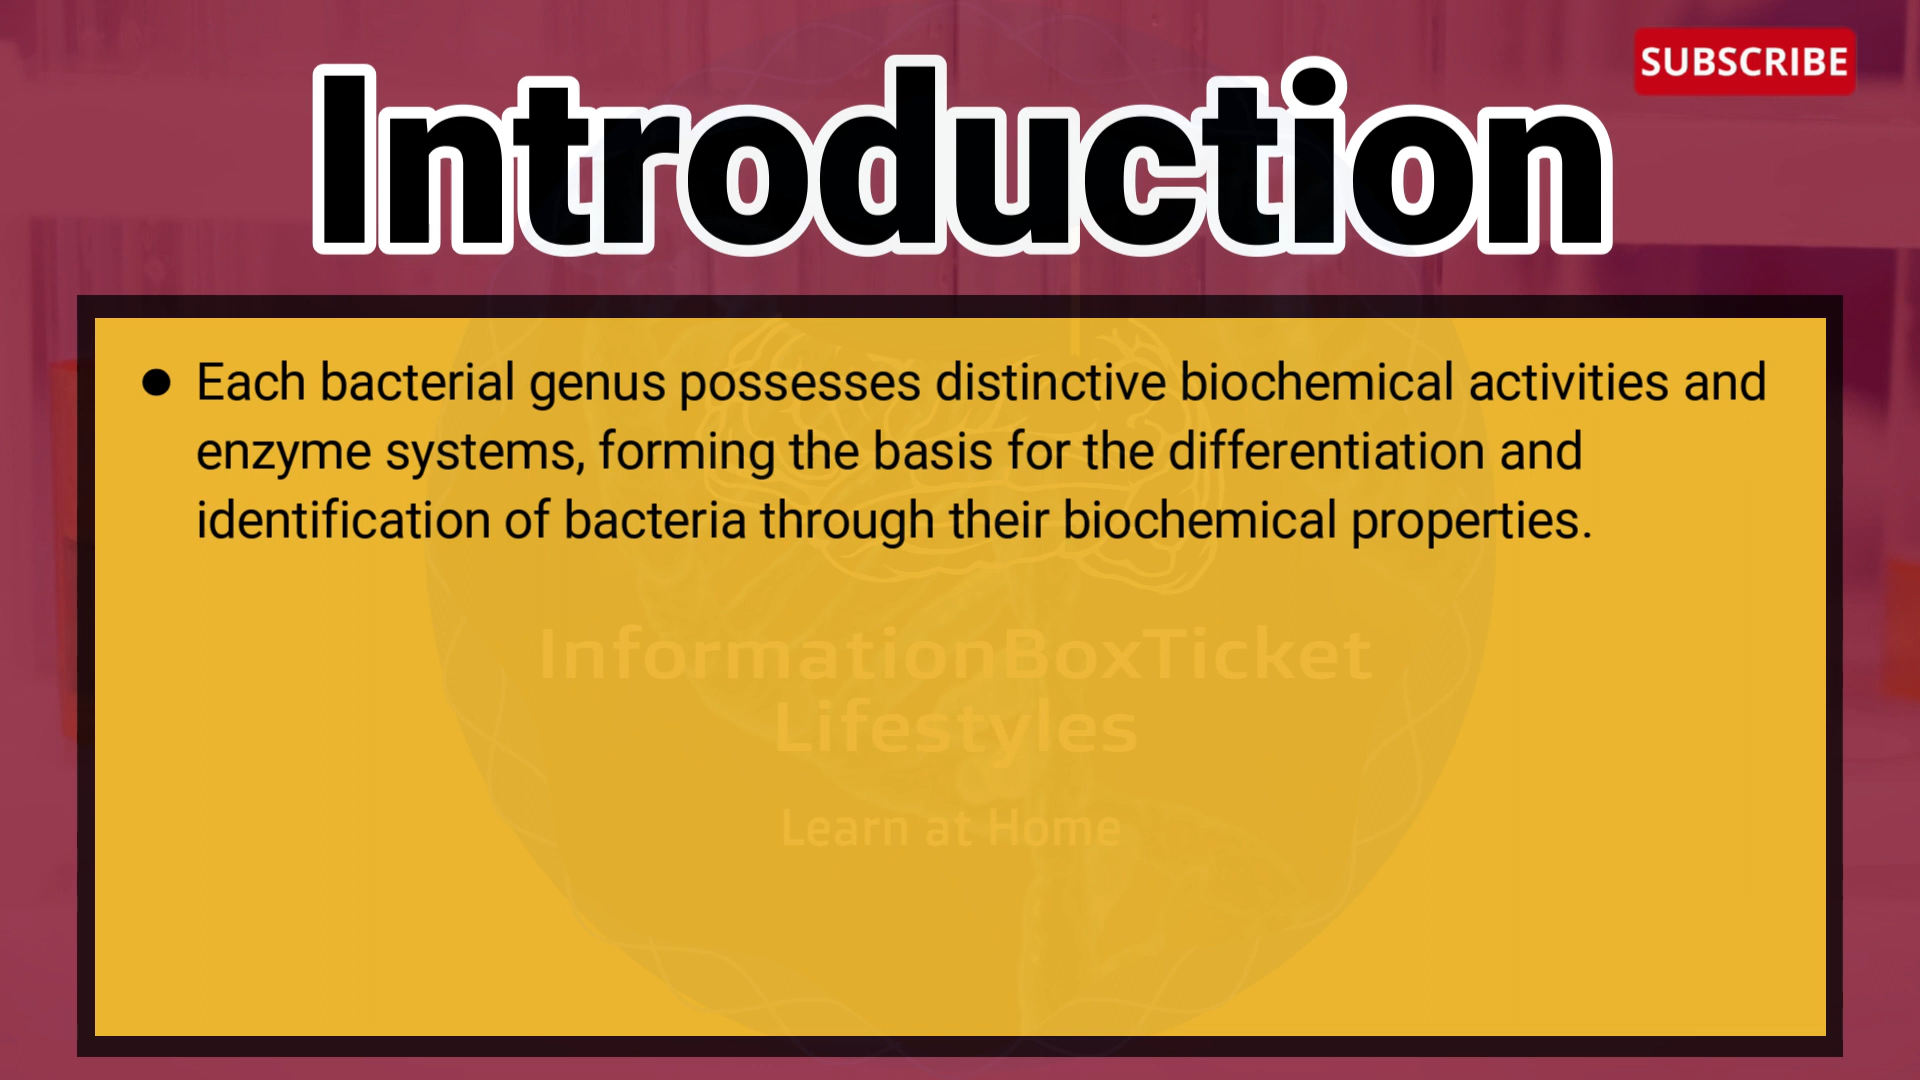 SUBSCRIBE
Introduction
● Each bacterial genus possesses distinctive biochemical activities and
enzyme systems, forming the basis for the differentiation and
identification of bacteria through their biochemical properties.
InformationBoxTicket
Lifestyles
Learn at Home